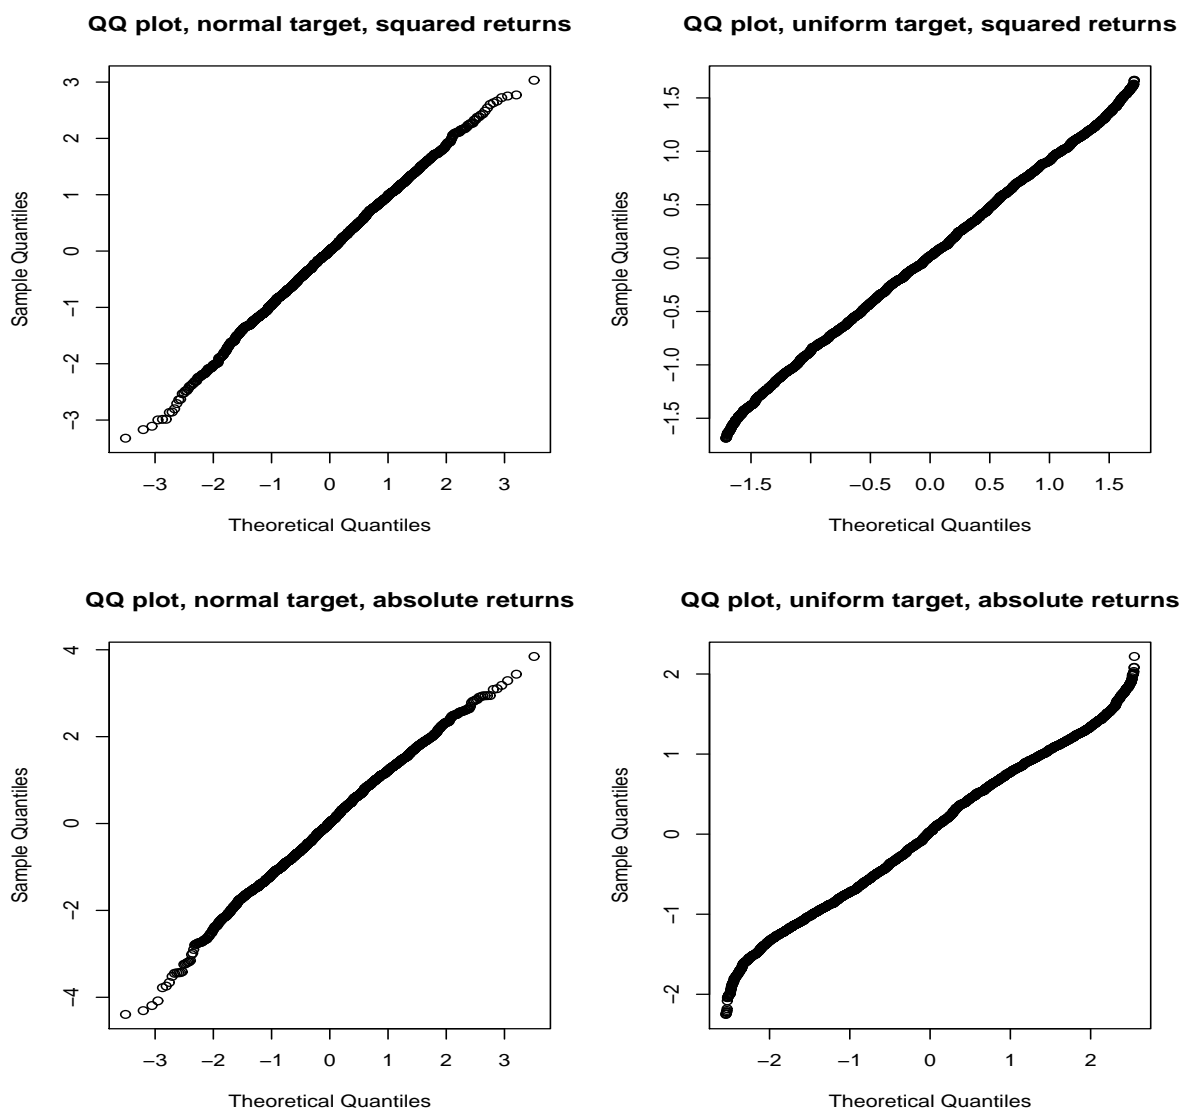 QQ plot, normal target, squared returns
3
2
1
0
−1
−2
−3
Sample Quantiles
−3 −2 −1 0 1 2 3
Theoretical Quantiles
QQ plot, uniform target, squared returns
1.5
1.0
0.5
0.0
−0.5
−1.0
−1.5
Sample Quantiles
−1.5 −0.5 0.0 0.5 1.0 1.5
Theoretical Quantiles
QQ plot, normal target, absolute returns
4
2
0
−2
−4
Sample Quantiles
−3 −2 −1 0 1 2 3
Theoretical Quantiles
QQ plot, uniform target, absolute returns
2
1
0
−1
−2
Sample Quantiles
−2 −1 0 1 2
Theoretical Quantiles